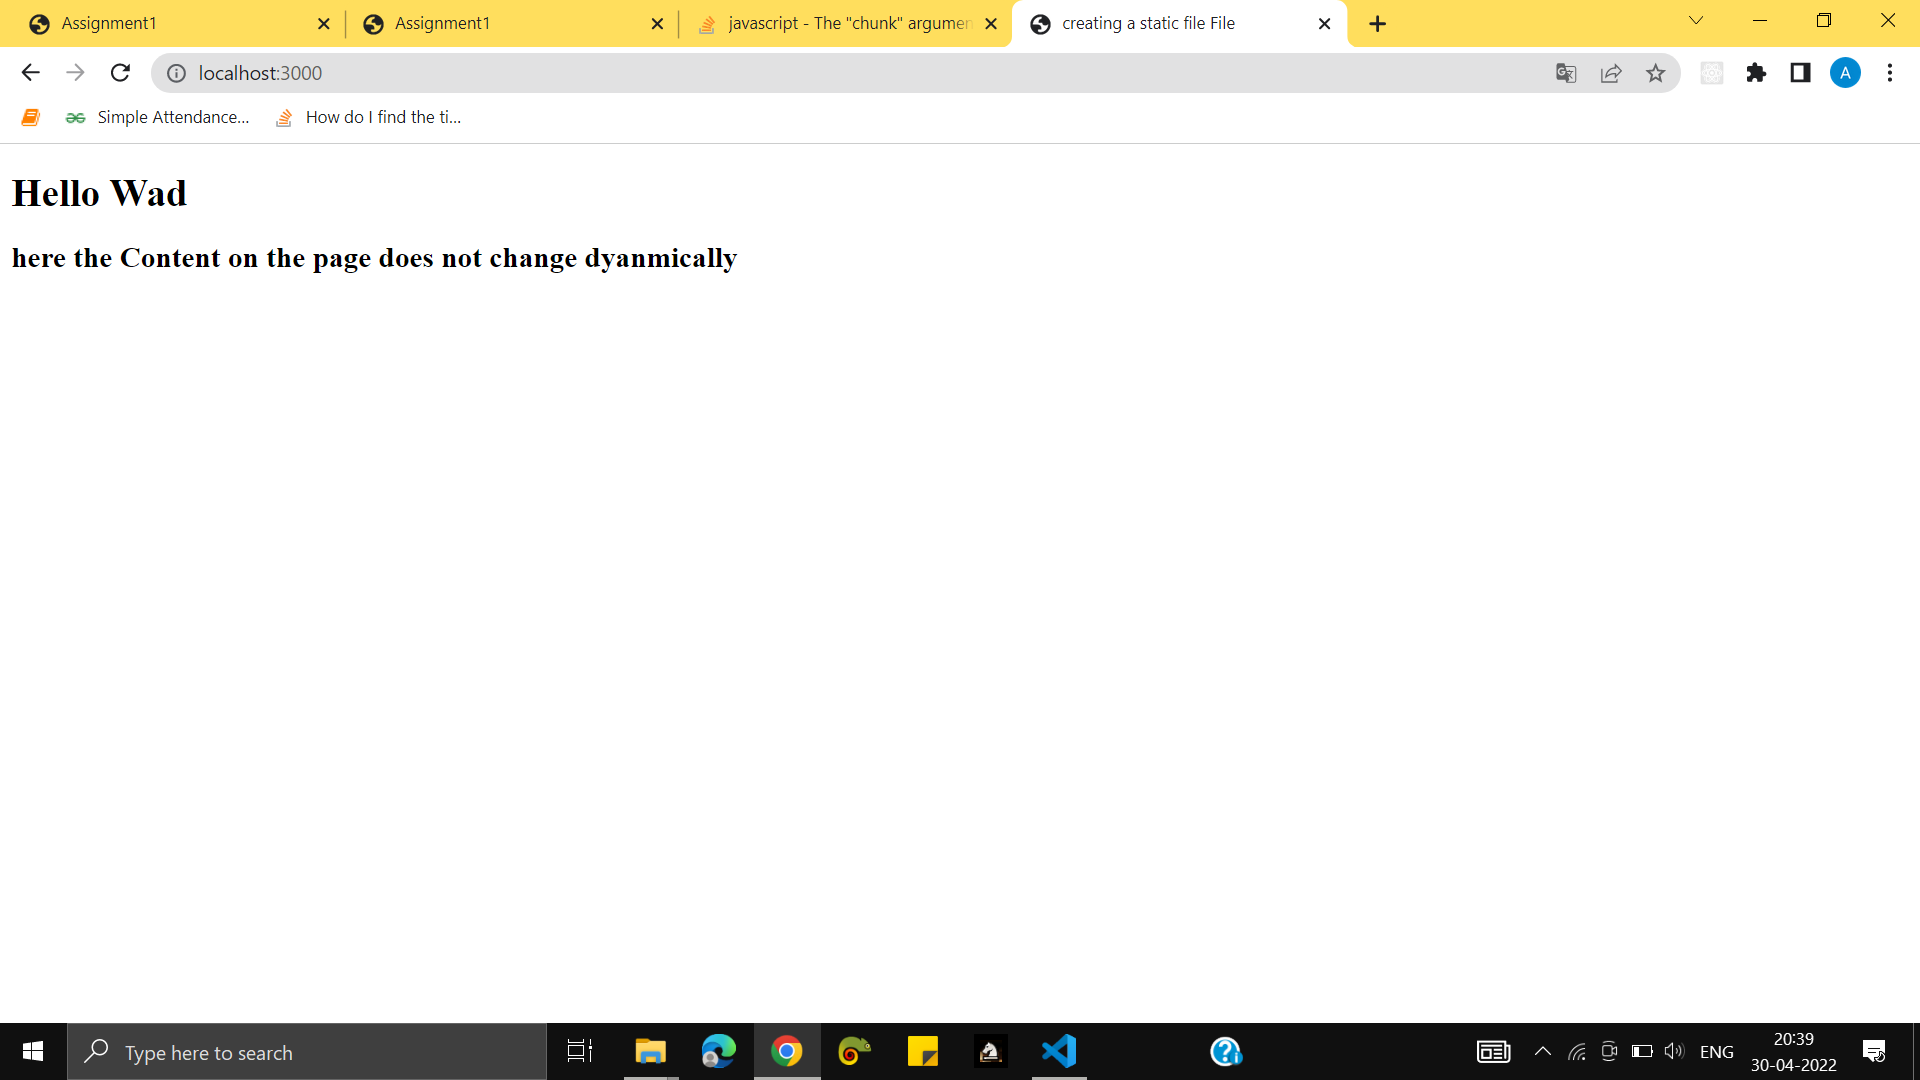 Assignment1
Assignment1
javascript - The "chunk" argumen
creating a static file File
localhost:3000
A
Simple Attendance...
How do I find the ti...
Hello Wad
here the Content on the page does not change dyanmically
Type here to search
ENG
20:39
30-04-2022